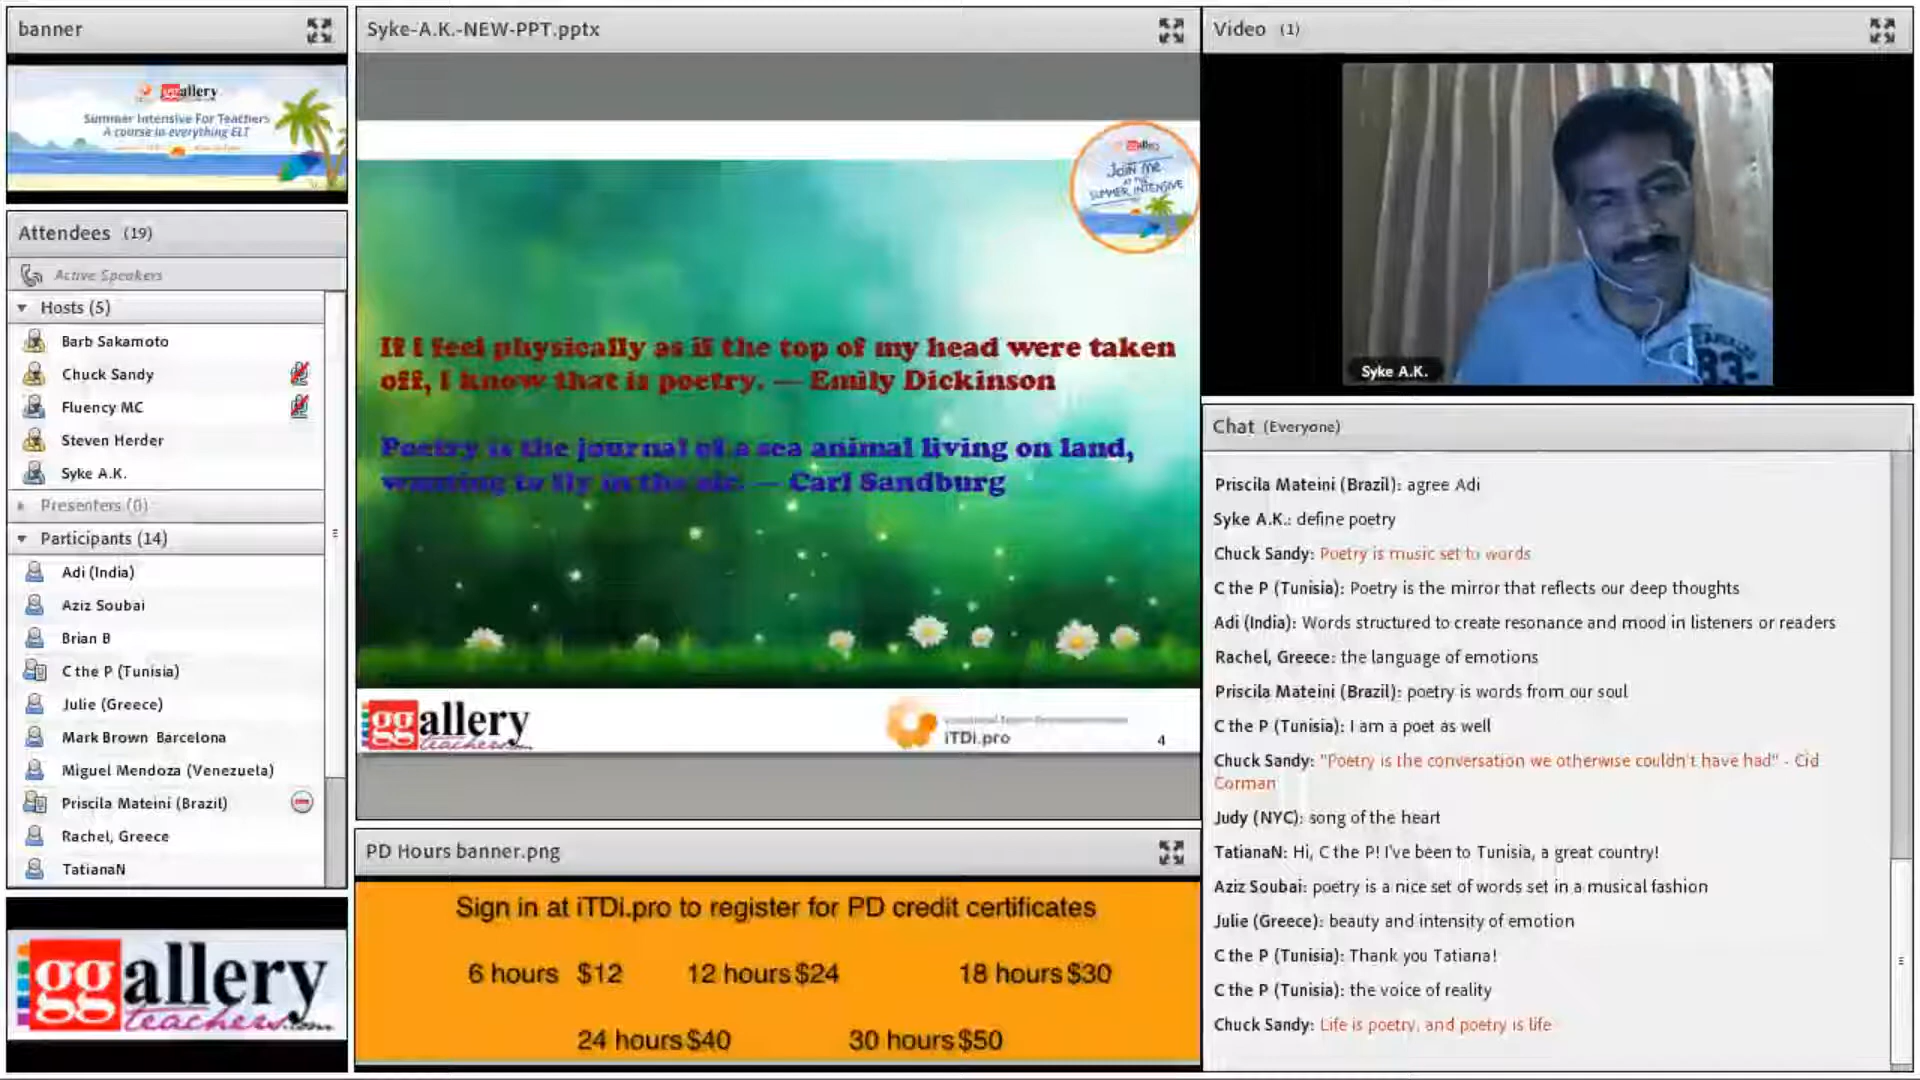 banner
ggallery
Summer Intensive For Teachers
A course in everything ELT
Attendees (19)
Active Speakers
Hosts (5)
Barb Sakamoto
Chuck Sandy
Fluency MC
Steven Herder
Syke A.K.
Presenters (0)
Participants (14)
Adi (India)
Aziz Soubai
Brian B
C the P (Tunisia)
Julie (Greece)
Mark Brown Barcelona
Miguel Mendoza (Venezuela)
Priscila Mateini (Brazil)
Rachel, Greece
TatianaN
ggallery
teachers.com
Syke-A.K.-NEW-PPT.pptx
Join me
AT THE
SUMMER INTENSIVE
If I feel physically as if the top of my head were taken
off, I know that is poetry. — Emily Dickinson
Poetry is the journal of a sea animal living on land,
wanting to fly in the air. — Carl Sandburg
ggallery
teachers.com
iTDi.pro
4
PD Hours banner.png
Sign in at iTDi.pro to register for PD credit certificates
6 hours $12 12 hours $24 18 hours $30
24 hours $40 30 hours $50
Video (1)
Syke A.K.
83
Chat (Everyone)
Priscila Mateini (Brazil): agree Adi
Syke A.K.: define poetry
Chuck Sandy: Poetry is music set to words
C the P (Tunisia): Poetry is the mirror that reflects our deep thoughts
Adi (India): Words structured to create resonance and mood in listeners or readers
Rachel, Greece: the language of emotions
Priscila Mateini (Brazil): poetry is words from our soul
C the P (Tunisia): I am a poet as well
Chuck Sandy: "Poetry is the conversation we otherwise couldn't have had" - Cid
Corman
Judy (NYC): song of the heart
TatianaN: Hi, C the P! I've been to Tunisia, a great country!
Aziz Soubai: poetry is a nice set of words set in a musical fashion
Julie (Greece): beauty and intensity of emotion
C the P (Tunisia): Thank you Tatiana!
C the P (Tunisia): the voice of reality
Chuck Sandy: Life is poetry, and poetry is life